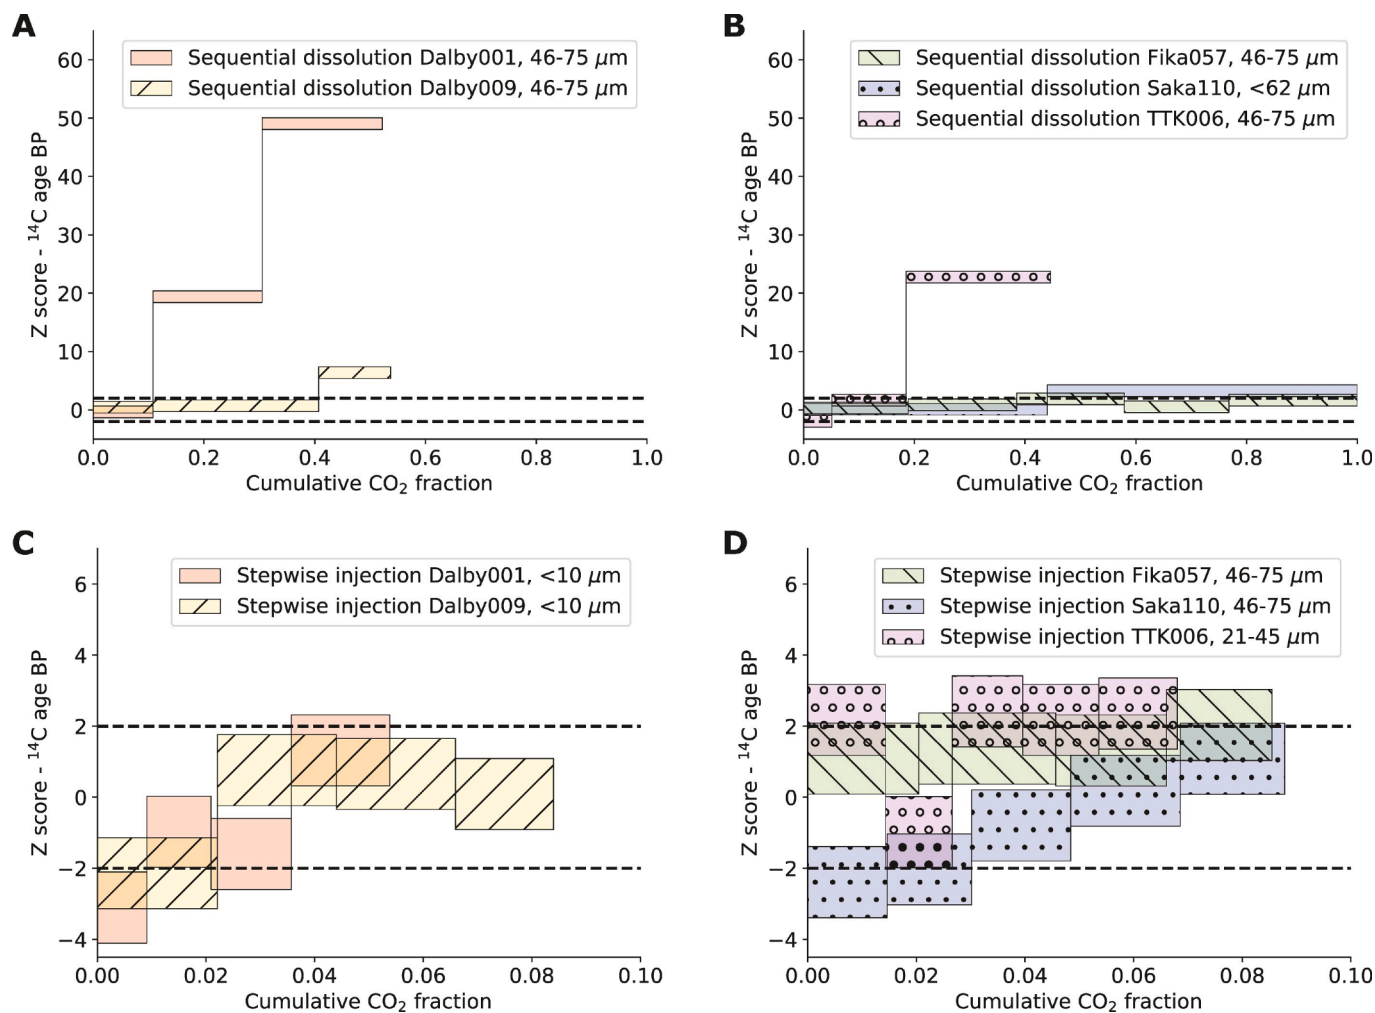 A
Sequential dissolution Dalby001, 46-75 μm
Sequential dissolution Dalby009, 46-75 μm
Z score - ¹⁴C age BP
60
50
40
30
20
10
0
0.0 0.2 0.4 0.6 0.8 1.0
Cumulative CO₂ fraction
B
Sequential dissolution Fika057, 46-75 μm
Sequential dissolution Saka110, <62 μm
Sequential dissolution TTK006, 46-75 μm
Z score - ¹⁴C age BP
60
50
40
30
20
10
0
0.0 0.2 0.4 0.6 0.8 1.0
Cumulative CO₂ fraction
C
Stepwise injection Dalby001, <10 μm
Stepwise injection Dalby009, <10 μm
Z score - ¹⁴C age BP
6
4
2
0
−2
−4
0.00 0.02 0.04 0.06 0.08 0.10
Cumulative CO₂ fraction
D
Stepwise injection Fika057, 46-75 μm
Stepwise injection Saka110, 46-75 μm
Stepwise injection TTK006, 21-45 μm
Z score - ¹⁴C age BP
6
4
2
0
−2
−4
0.00 0.02 0.04 0.06 0.08 0.10
Cumulative CO₂ fraction